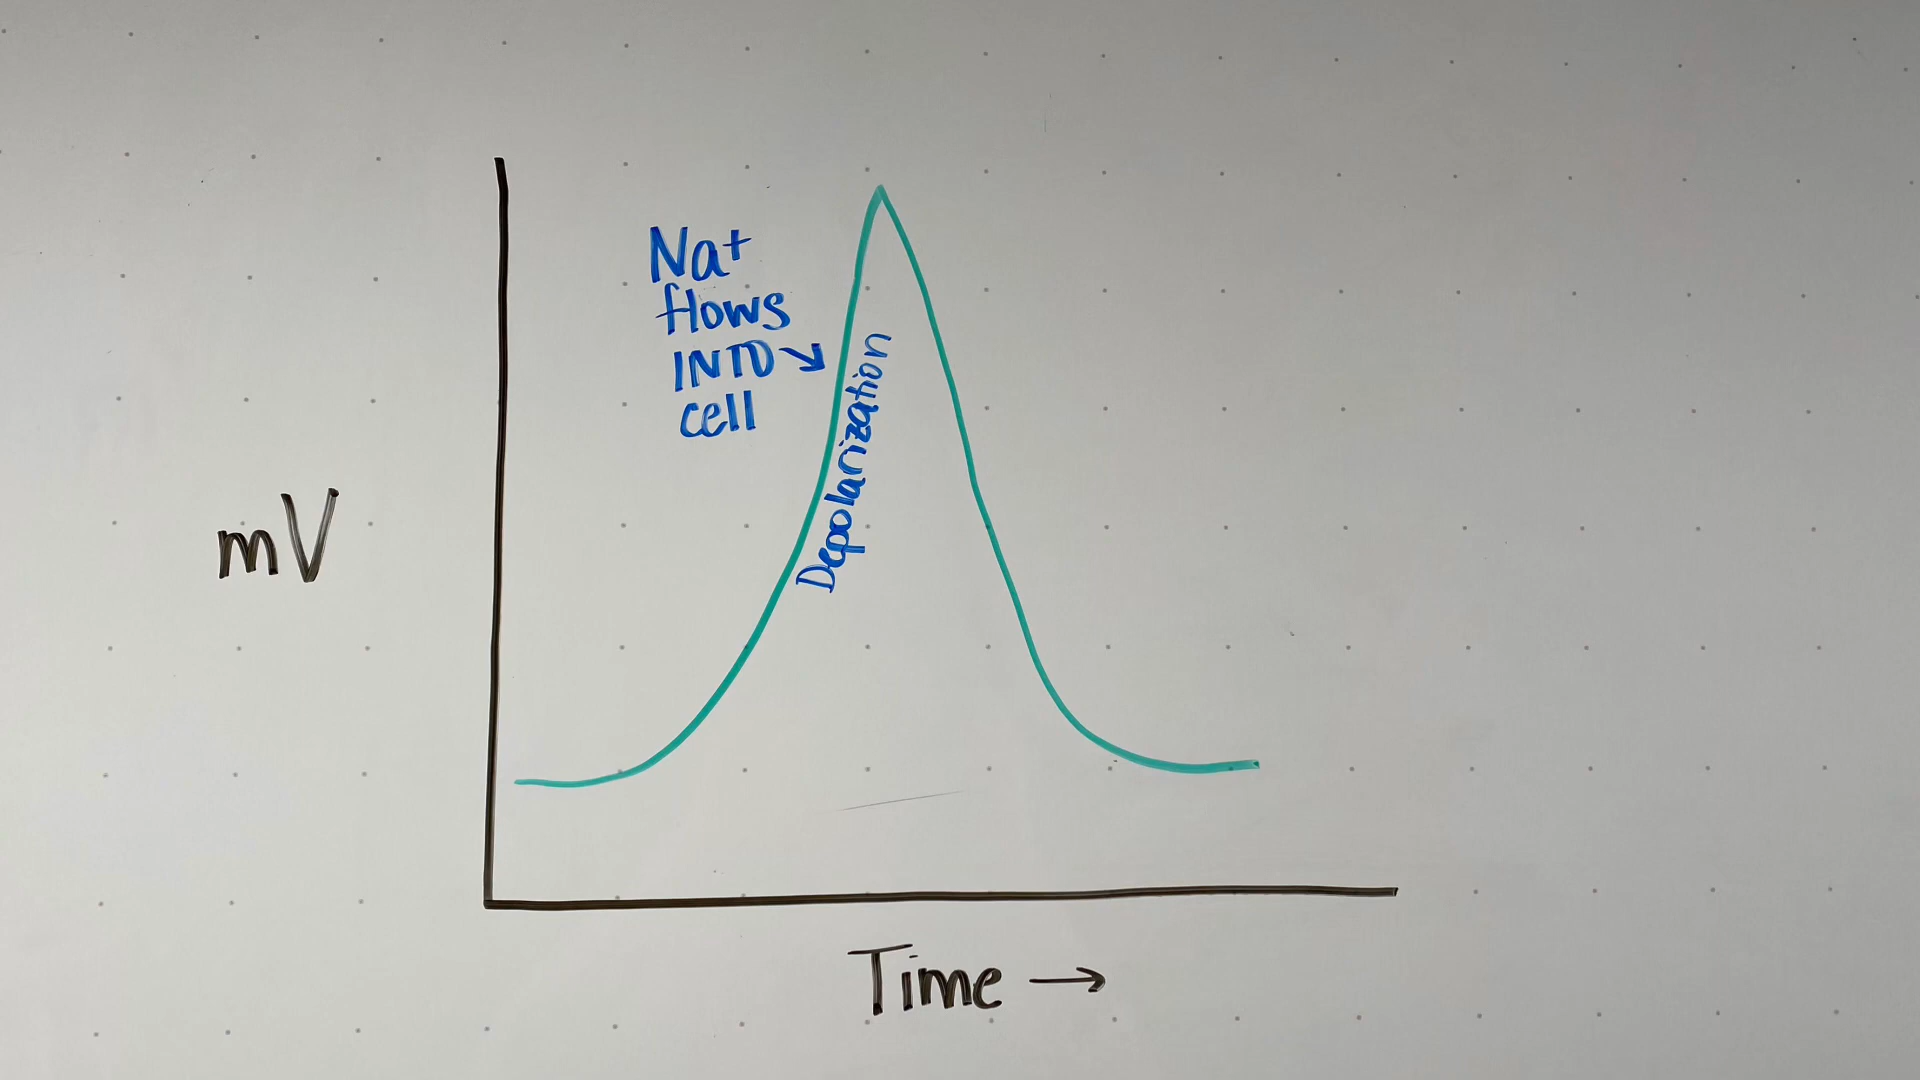 Na+
flows
INTO ↘
cell
Depolarization
mV
Time →